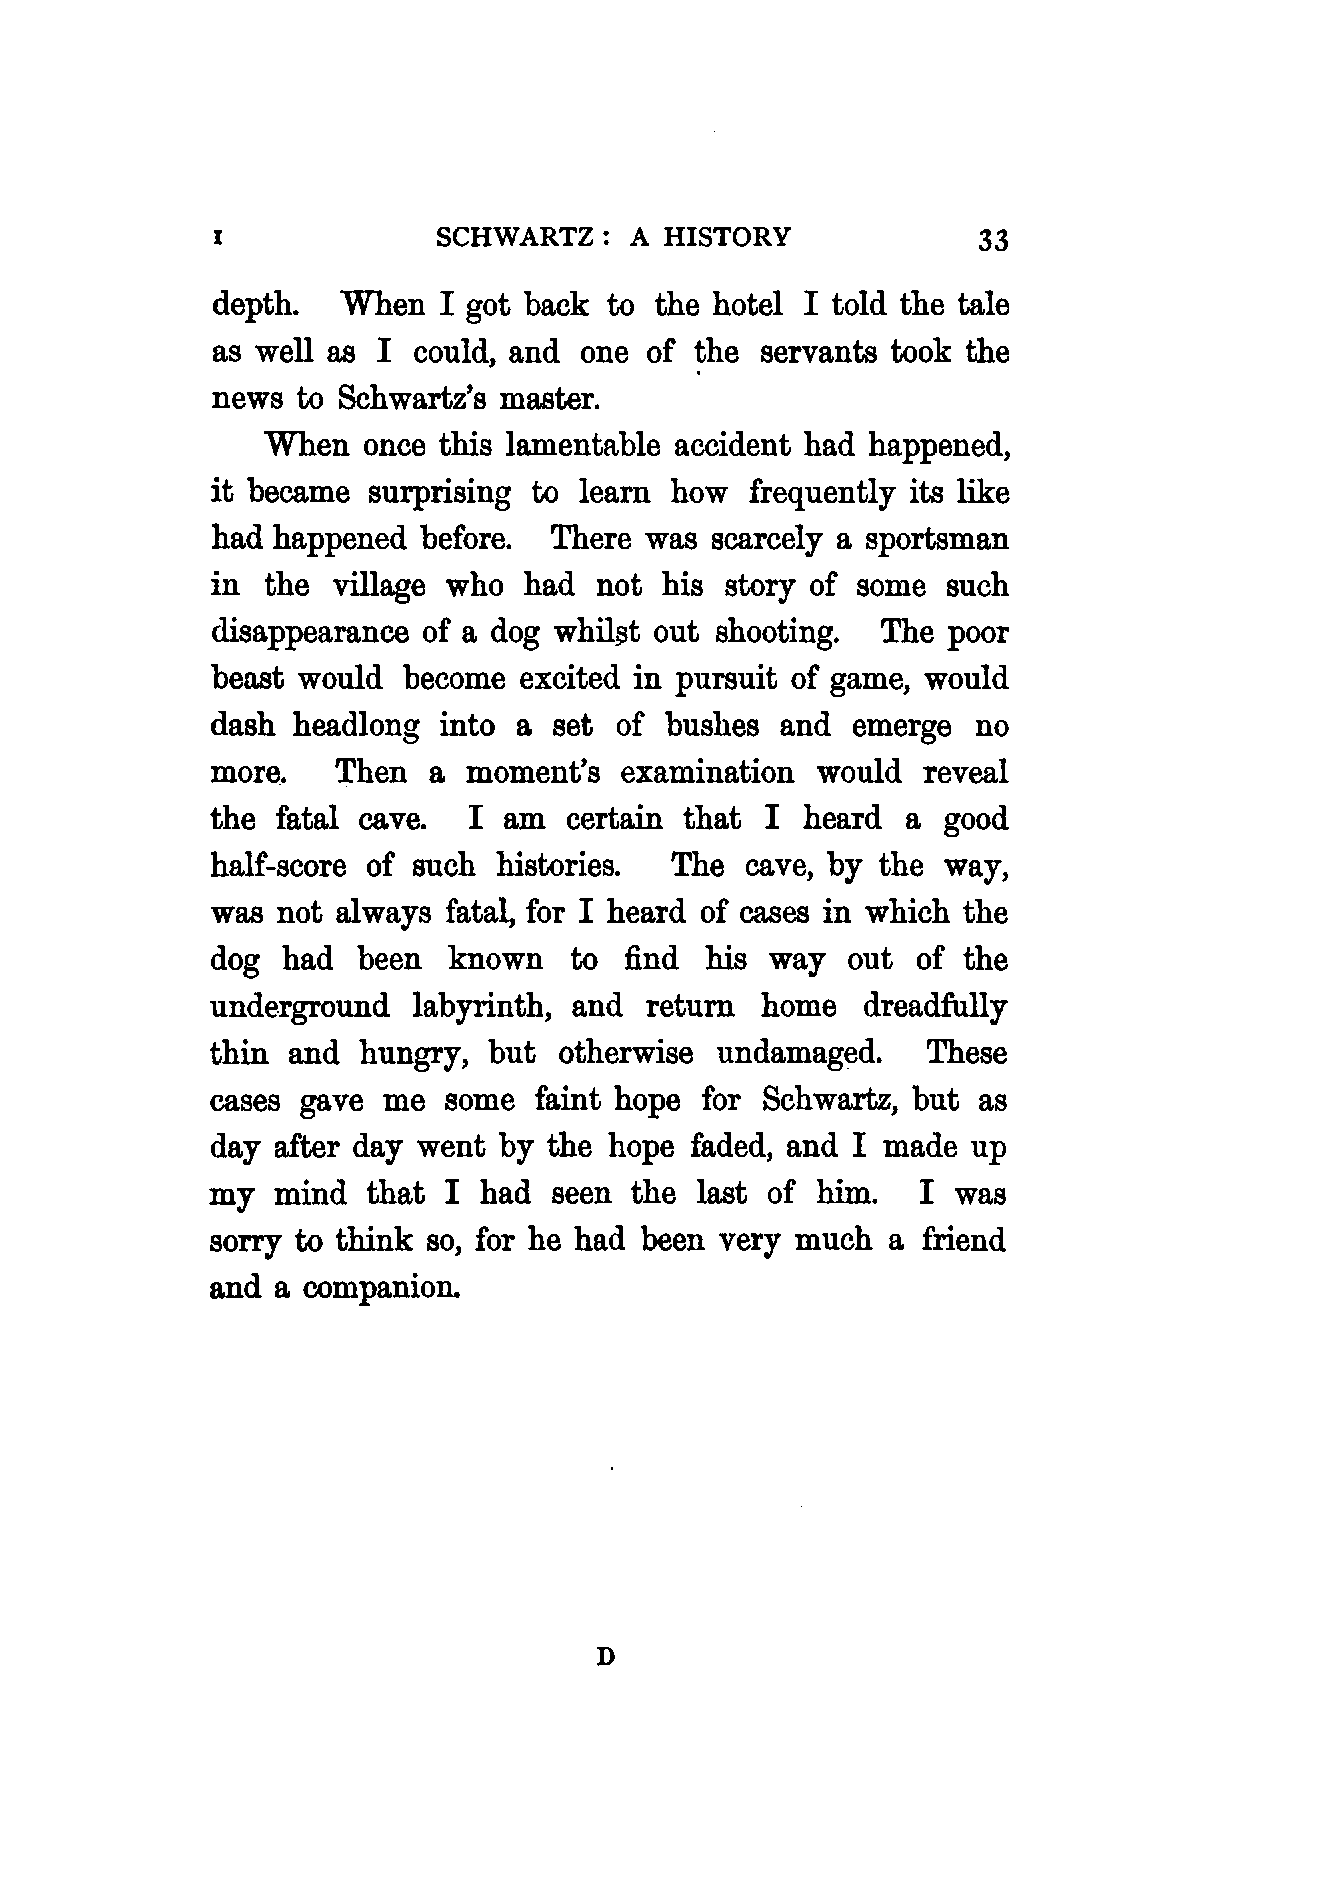 I SCHWARTZ: A HISTORY 33
depth. When I got back to the hotel I told the tale
as well as I could, and one of the servants took the
news to Schwartz's master.
When once this lamentable accident had happened,
it became surprising to learn how frequently its like
had happened before. There was scarcely a sportsman
in the village who had not his story of some such
disappearance of a dog whilst out shooting. The poor
beast would become excited in pursuit of game, would
dash headlong into a set of bushes and emerge no
more. Then a moment's examination would reveal
the fatal cave. I am certain that I heard a good
half-score of such histories. The cave, by the way,
was not always fatal, for I heard of cases in which the
dog had been known to find his way out of the
underground labyrinth, and return home dreadfully
thin and hungry, but otherwise undamaged. These
cases gave me some faint hope for Schwartz, but as
day after day went by the hope faded, and I made up
my mind that I had seen the last of him. I was
sorry to think so, for he had been very much a friend
and a companion.
D